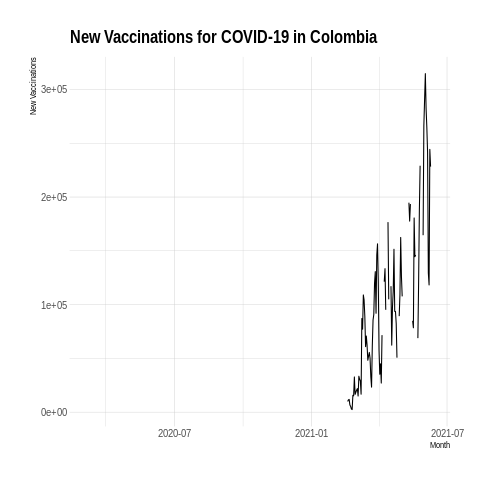 New Vaccinations for COVID-19 in Colombia
New Vaccinations
3e+05
2e+05
1e+05
0e+00
2020-07
2021-01
2021-07
Month